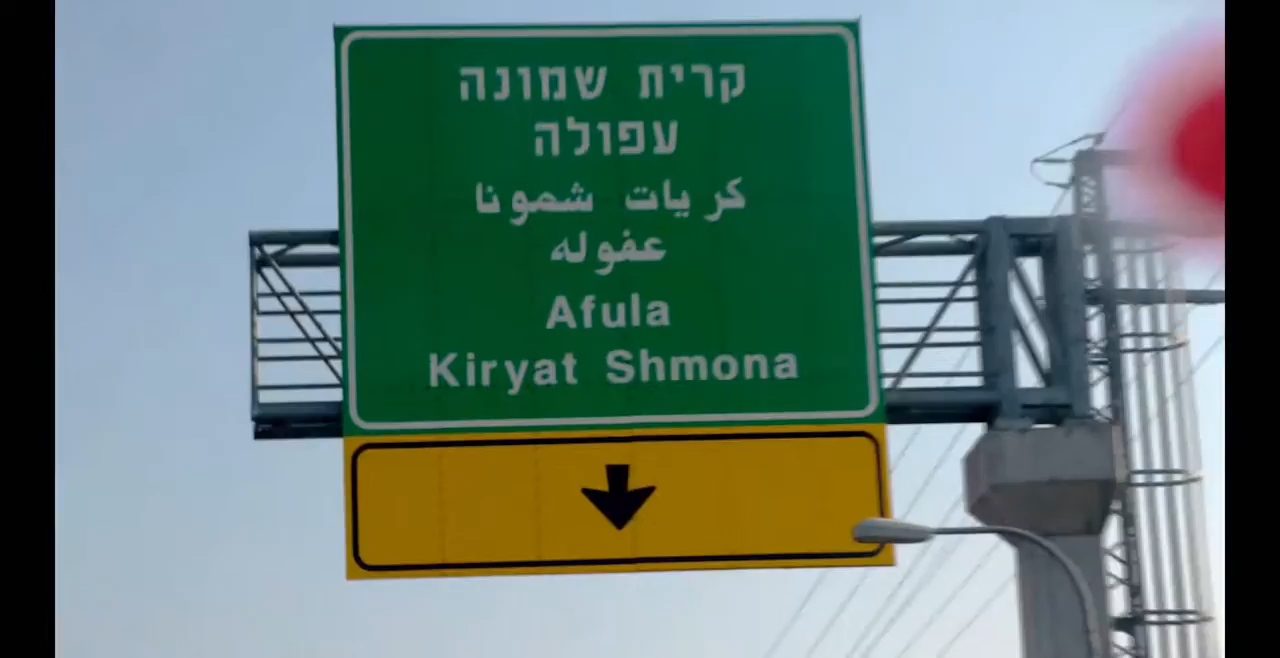 קרית שמונה
עפולה
كريات شمونا
عفوله
Afula
Kiryat Shmona